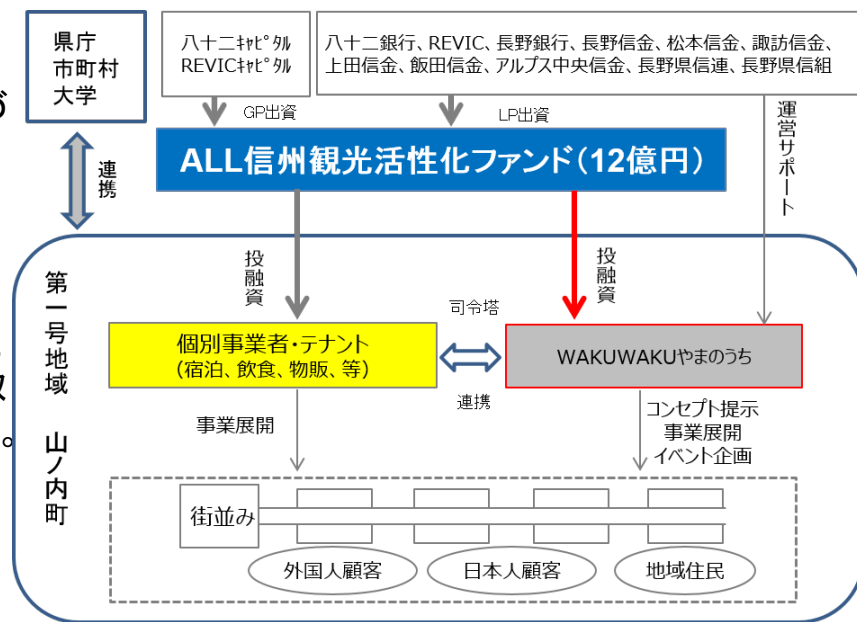 県庁
市町村
大学
八十二ｷｬﾋﾟﾀﾙ
REVICｷｬﾋﾟﾀﾙ
八十二銀行、REVIC、長野銀行、長野信金、松本信金、諏訪信金、
上田信金、飯田信金、アルプス中央信金、長野県信連、長野県信組
づ
GP出資
LP出資
運営サポート
ALL信州観光活性化ファンド（12億円）
連携
第一号地域　山ノ内町
投融資
投融資
司令塔
個別事業者・テナント
（宿泊、飲食、物販、等）
WAKUWAKUやまのうち
連携
事業展開
コンセプト提示
事業展開
イベント企画
。
街並み
外国人顧客
日本人顧客
地域住民